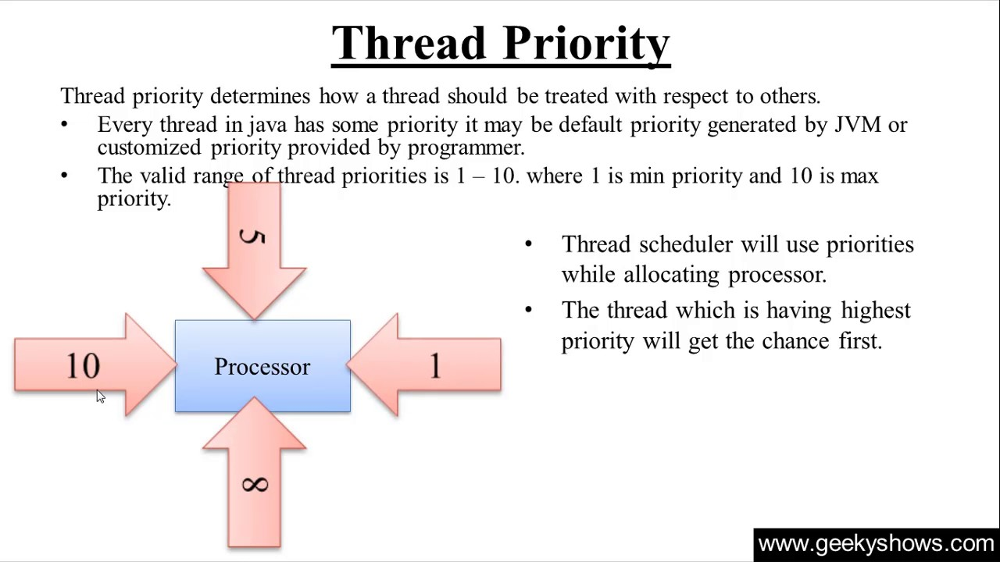 Thread Priority
Thread priority determines how a thread should be treated with respect to others.
• Every thread in java has some priority it may be default priority generated by JVM or
customized priority provided by programmer.
• The valid range of thread priorities is 1 – 10. where 1 is min priority and 10 is max
priority.
5
• Thread scheduler will use priorities
while allocating processor.
• The thread which is having highest
priority will get the chance first.
10
Processor
1
8
www.geekyshows.com